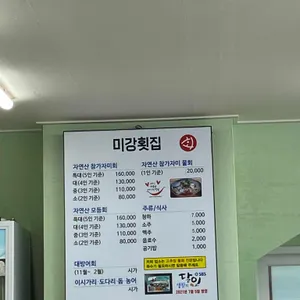 미강횟집
자연산 참가자미회
특대(5인 기준) 160,000
대(4인 기준) 130,000
중(3인 기준) 110,000
소(2인 기준) 80,000
자연산 모듬회
특대(5인 기준) 160,000
대(4인 기준) 130,000
중(3인 기준) 110,000
소(2인 기준) 80,000
대방어회
(11월~ 2월) 시가
이시가리 도다리 돔 농어
시가
자연산 참가자미 물회
(1인 기준) 20,000
주류/식사
청하 7,000
소주 5,000
맥주 5,000
음료수 2,000
공기밥 1,000
SBS